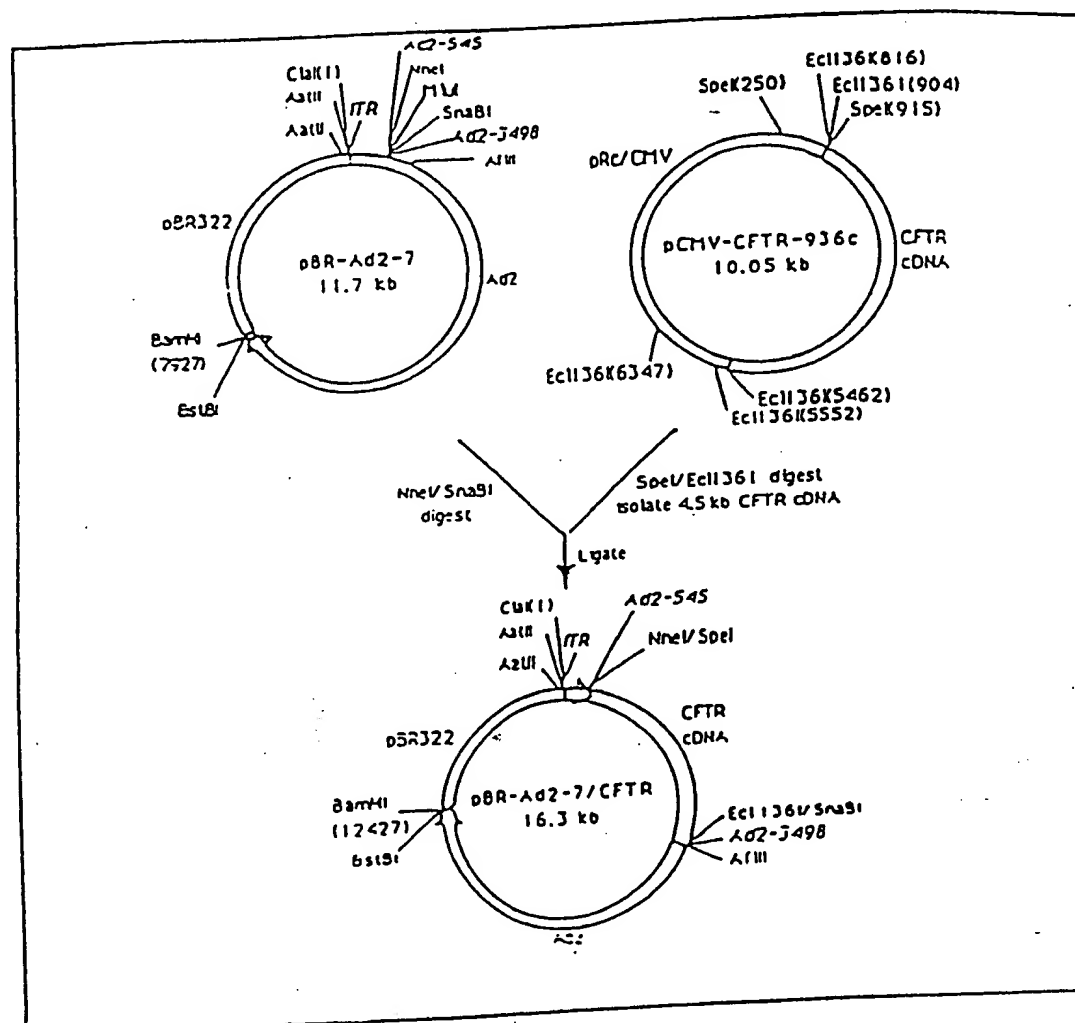 Ad2-545
ClaI(1)
NheI
AatII
ITR
MluI
SnaBI
AatII
Ad2-3498
AflII
pBR322
pBR-Ad2-7
11.7 kb
Ad2
BamHI
(7927)
BstBI
Ecl136I(816)
SpeI(250)
Ecl136I(904)
SpeI(915)
pRc/CMV
pCMV-CFTR-936c
10.05 kb
CFTR
cDNA
Ecl136I(6347)
Ecl136I(5462)
Ecl136I(5552)
NheI/SnaBI
digest
SpeI/Ecl136I digest
isolate 4.5 kb CFTR cDNA
Ligate
ClaI(1)
Ad2-545
AatII
ITR
NheI/SpeI
AatII
CFTR
cDNA
pBR322
pBR-Ad2-7/CFTR
16.3 kb
BamHI
(12427)
BstBI
Ecl136I/SnaBI
Ad2-3498
AflII